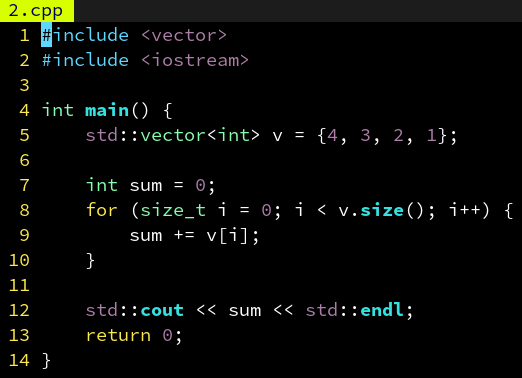 2.cpp
1 #include <vector>
2 #include <iostream>
3
4 int main() {
5     std::vector<int> v = {4, 3, 2, 1};
6
7     int sum = 0;
8     for (size_t i = 0; i < v.size(); i++) {
9         sum += v[i];
10     }
11
12     std::cout << sum << std::endl;
13     return 0;
14 }